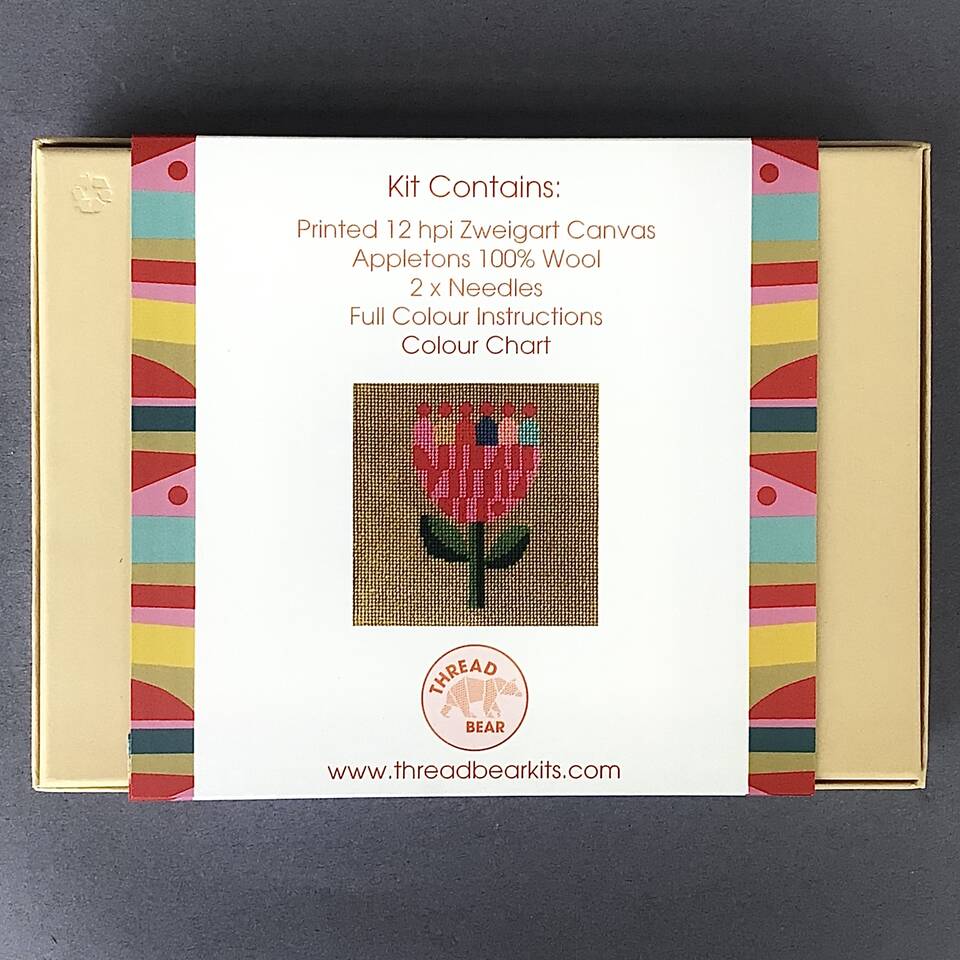 Kit Contains:
Printed 12 hpi Zweigart Canvas
Appletons 100% Wool
2 x Needles
Full Colour Instructions
Colour Chart
THREAD
BEAR
www.threadbearkits.com